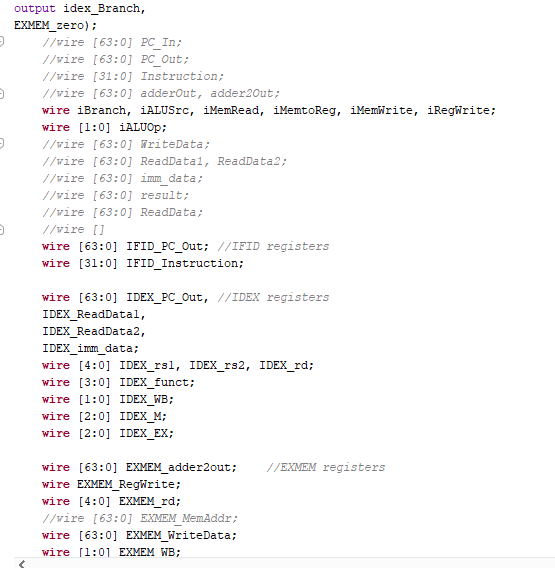 output idex_Branch,
EXMEM_zero);
//wire [63:0] PC_In;
//wire [63:0] PC_Out;
//wire [31:0] Instruction;
//wire [63:0] adderOut, adder2Out;
wire iBranch, iALUSrc, iMemRead, iMemtoReg, iMemWrite, iRegWrite;
wire [1:0] iALUOp;
//wire [63:0] WriteData;
//wire [63:0] ReadData1, ReadData2;
//wire [63:0] imm_data;
//wire [63:0] result;
//wire [63:0] ReadData;
//wire []
wire [63:0] IFID_PC_Out; //IFID registers
wire [31:0] IFID_Instruction;
wire [63:0] IDEX_PC_Out, //IDEX registers
IDEX_ReadData1,
IDEX_ReadData2,
IDEX_imm_data;
wire [4:0] IDEX_rs1, IDEX_rs2, IDEX_rd;
wire [3:0] IDEX_funct;
wire [1:0] IDEX_WB;
wire [2:0] IDEX_M;
wire [2:0] IDEX_EX;
wire [63:0] EXMEM_adder2out; //EXMEM registers
wire EXMEM_RegWrite;
wire [4:0] EXMEM_rd;
//wire [63:0] EXMEM_MemAddr;
wire [63:0] EXMEM_WriteData;
wire [1:0] EXMEM_WB;